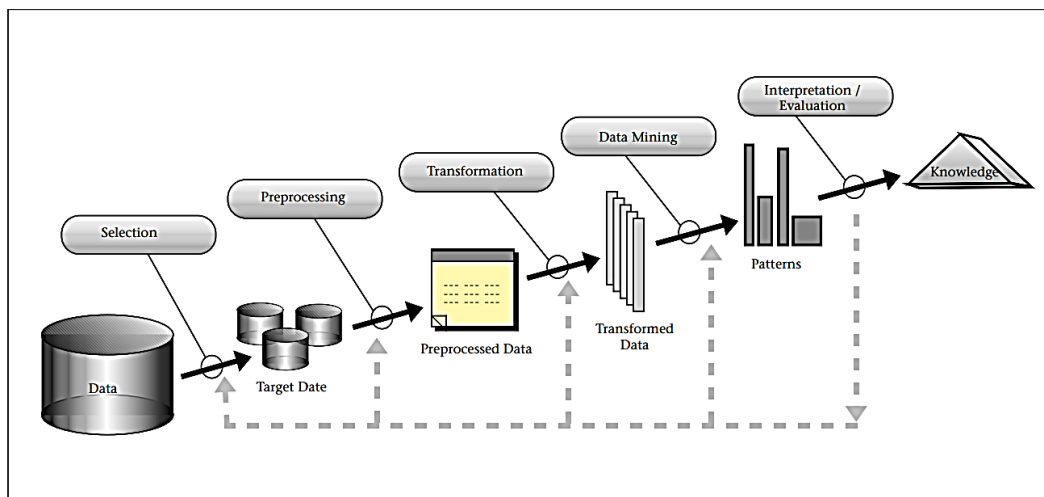 Interpretation /
Evaluation
Data Mining
Transformation
Preprocessing
Selection
Knowledge
Patterns
Transformed
Data
Preprocessed Data
Target Date
Data